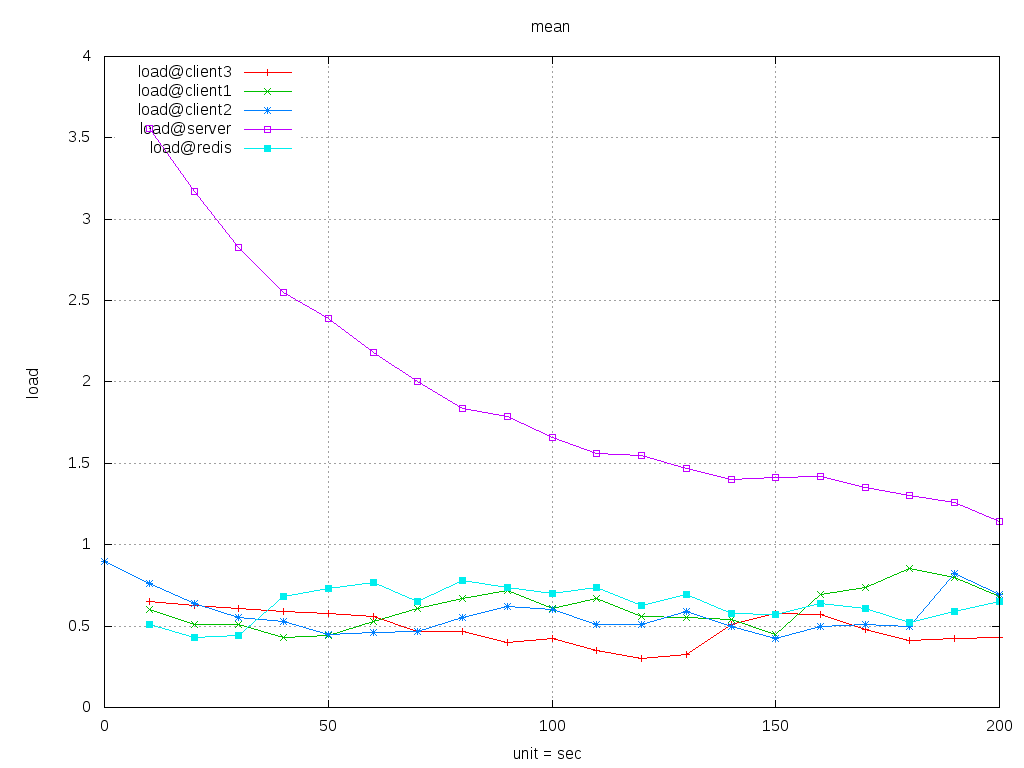 mean
4
load@client3
load@client1
load@client2
load@server
load@redis
3.5
3
2.5
2
1.5
1
0.5
0
load
0 50 100 150 200
unit = sec